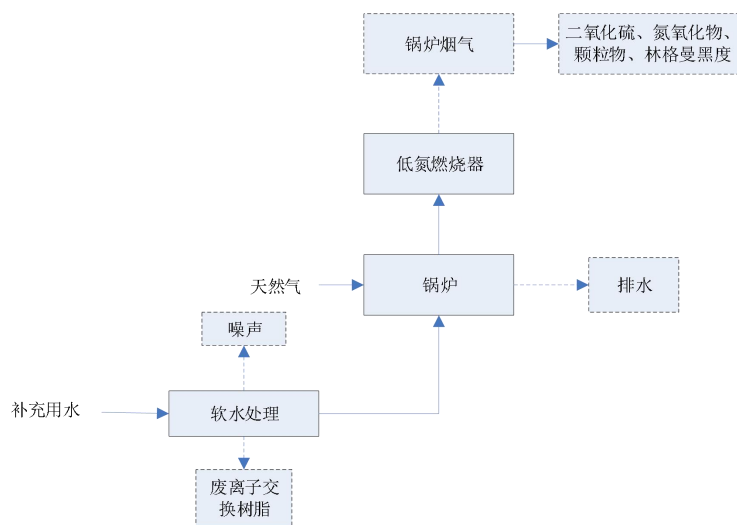 锅炉烟气
二氧化硫、氮氧化物、
颗粒物、林格曼黑度
低氮燃烧器
天然气
锅炉
排水
噪声
补充用水
软水处理
废离子交
换树脂